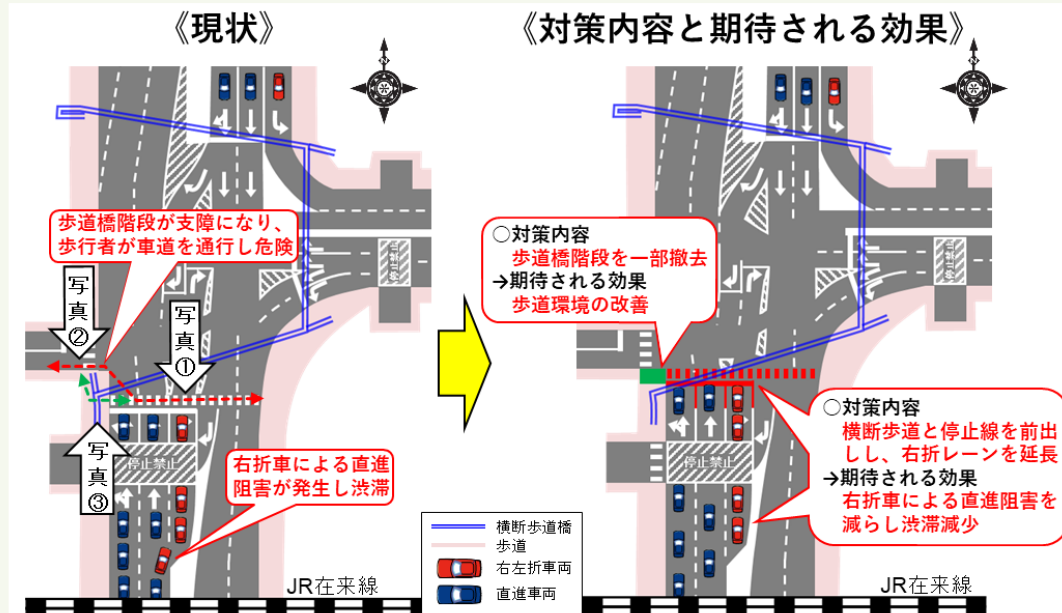 《現状》
歩道橋階段が支障になり、
歩行者が車道を通行し危険
写真②
写真①
写真③
停止禁止
停止禁止
右折車による直進
阻害が発生し渋滞
JR在来線
横断歩道橋
歩道
右左折車両
直進車両
《対策内容と期待される効果》
○対策内容
歩道橋階段を一部撤去
→期待される効果
歩道環境の改善
停止禁止
停止禁止
○対策内容
横断歩道と停止線を前出
しし、右折レーンを延長
→期待される効果
右折車による直進阻害を
減らし渋滞減少
JR在来線